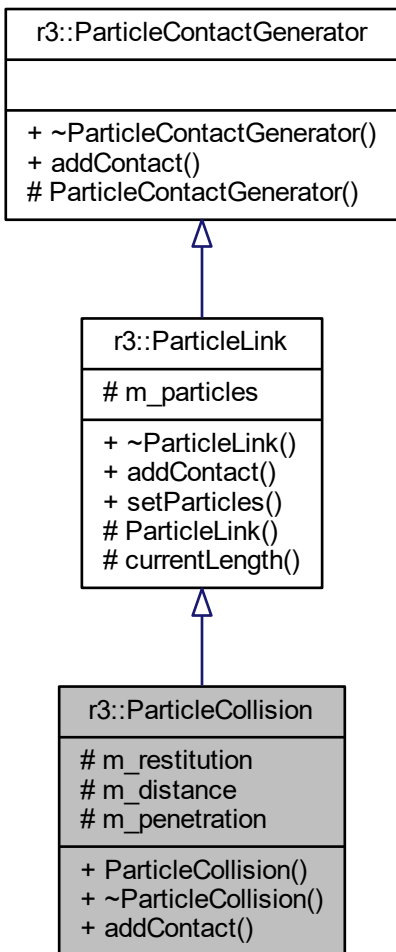 r3::ParticleContactGenerator
+ ~ParticleContactGenerator()
+ addContact()
# ParticleContactGenerator()
r3::ParticleLink
# m_particles
+ ~ParticleLink()
+ addContact()
+ setParticles()
# ParticleLink()
# currentLength()
r3::ParticleCollision
# m_restitution
# m_distance
# m_penetration
+ ParticleCollision()
+ ~ParticleCollision()
+ addContact()